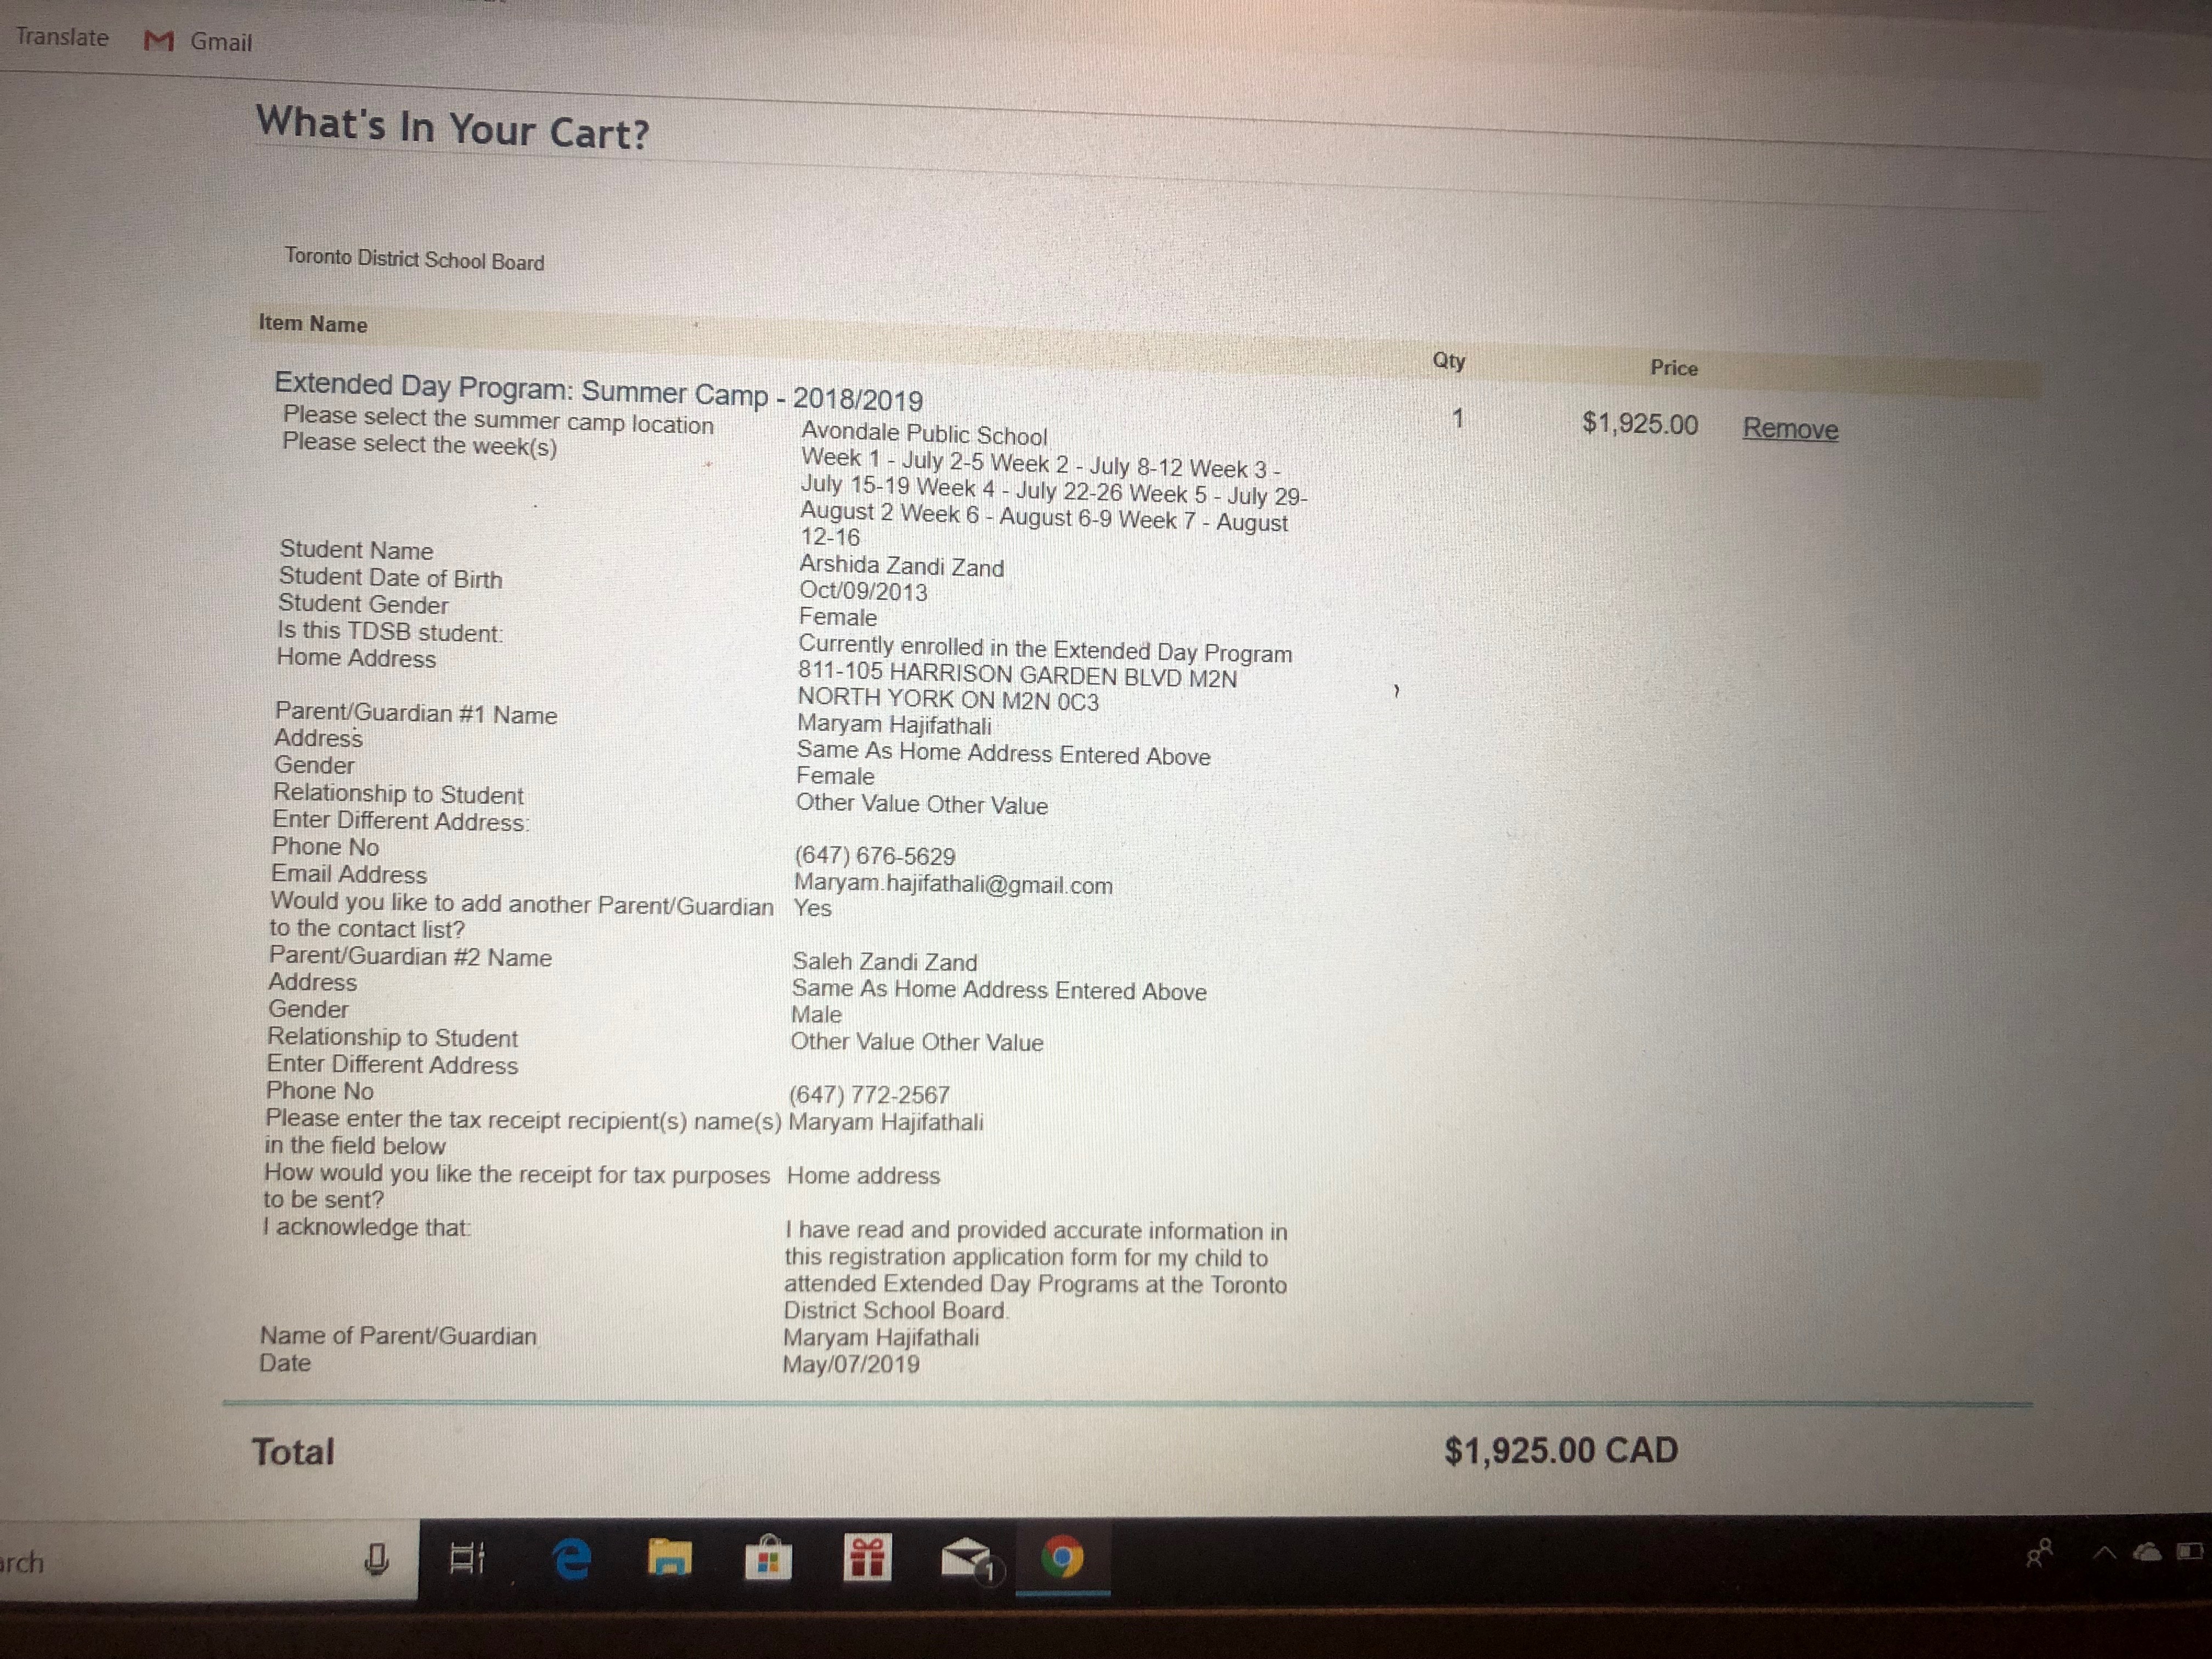 Translate Gmail
What's In Your Cart?
Toronto District School Board
Item Name Qty Price
Extended Day Program: Summer Camp - 2018/2019 1 $1,925.00 Remove
Please select the summer camp location Avondale Public School
Please select the week(s) Week 1 - July 2-5 Week 2 - July 8-12 Week 3 -
July 15-19 Week 4 - July 22-26 Week 5 - July 29-
August 2 Week 6 - August 6-9 Week 7 - August
12-16
Student Name Arshida Zandi Zand
Student Date of Birth Oct/09/2013
Student Gender Female
Is this TDSB student: Currently enrolled in the Extended Day Program
Home Address 811-105 HARRISON GARDEN BLVD M2N
NORTH YORK ON M2N 0C3
Parent/Guardian #1 Name Maryam Hajifathali
Address Same As Home Address Entered Above
Gender Female
Relationship to Student Other Value Other Value
Enter Different Address:
Phone No (647) 676-5629
Email Address Maryam.hajifathali@gmail.com
Would you like to add another Parent/Guardian Yes
to the contact list?
Parent/Guardian #2 Name Saleh Zandi Zand
Address Same As Home Address Entered Above
Gender Male
Relationship to Student Other Value Other Value
Enter Different Address
Phone No (647) 772-2567
Please enter the tax receipt recipient(s) name(s) Maryam Hajifathali
in the field below
How would you like the receipt for tax purposes Home address
to be sent?
I acknowledge that: I have read and provided accurate information in
this registration application form for my child to
attended Extended Day Programs at the Toronto
District School Board.
Name of Parent/Guardian Maryam Hajifathali
Date May/07/2019
Total $1,925.00 CAD
arch 1